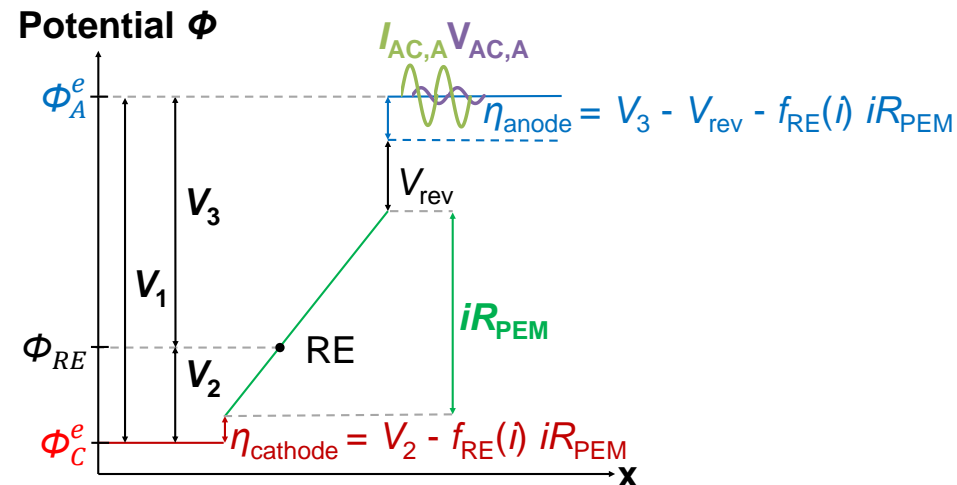 Potential Φ
I_AC,A V_AC,A
Φ_A^e
η_anode = V_3 - V_rev - f_RE(i) iR_PEM
V_rev
V_3
V_1
iR_PEM
Φ_RE
RE
V_2
Φ_C^e
η_cathode = V_2 - f_RE(i) iR_PEM
x